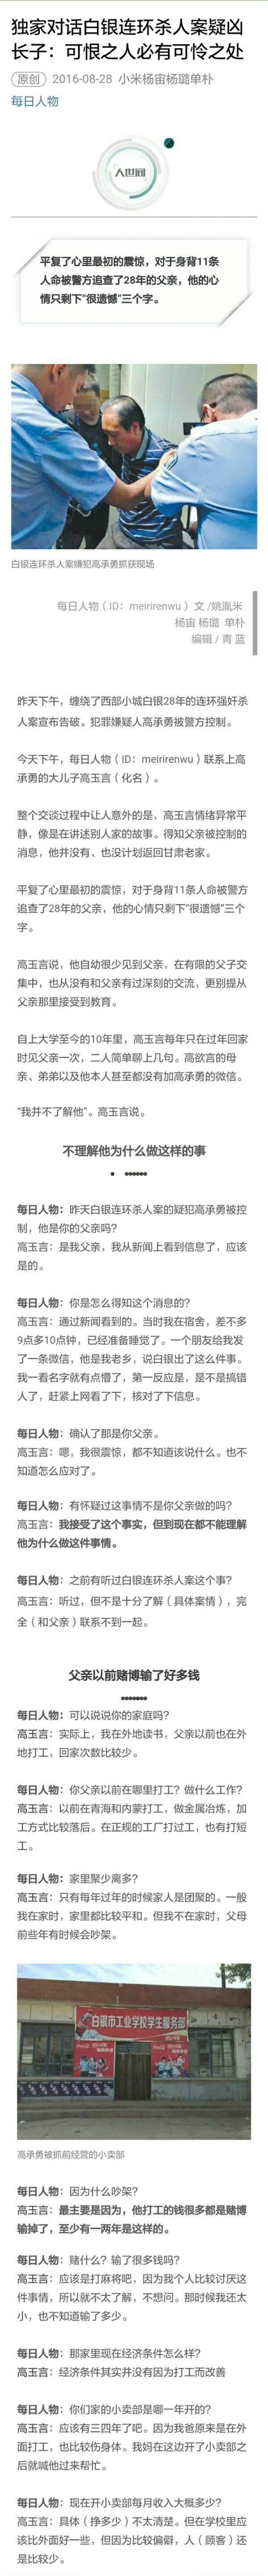 独家对话白银连环杀人案疑凶
长子：可恨之人必有可怜之处
原创 2016-08-28 小米杨宙杨璐单朴
每日人物
人世间
平复了心里最初的震惊，对于身背11条
人命被警方追查了28年的父亲，他的心
情只剩下“很遗憾”三个字。
白银连环杀人案嫌犯高承勇抓获现场
每日人物（ID：meirirenwu）文 /姚胤米
杨宙 杨璐 单朴
编辑 / 青 蓝
昨天下午，缠绕了西部小城白银28年的连环强奸杀
人案宣布告破。犯罪嫌疑人高承勇被警方控制。
今天下午，每日人物（ID：meirirenwu）联系上高
承勇的大儿子高玉言（化名）。
整个交谈过程中让人意外的是，高玉言情绪异常平
静，像是在讲述别人家的故事。得知父亲被控制的
消息，他并没有、也没计划返回甘肃老家。
平复了心里最初的震惊，对于身背11条人命被警方
追查了28年的父亲，他的心情只剩下“很遗憾”三个
字。
高玉言说，他自幼很少见到父亲，在有限的父子交
集中，也从没有和父亲有过深刻的交流，更别提从
父亲那里接受到教育。
自上大学至今的10年里，高玉言每年只在过年回家
时见父亲一次，二人简单聊上几句。高欲言的母
亲、弟弟以及他本人甚至都没有加高承勇的微信。
“我并不了解他”。高玉言说。
不理解他为什么做这样的事
每日人物：昨天白银连环杀人案的疑犯高承勇被控
制，他是你的父亲吗？
高玉言：是我父亲，我从新闻上看到信息了，应该
是的。
每日人物：你是怎么得知这个消息的？
高玉言：通过新闻看到的。当时我在宿舍，差不多
9点多10点钟，已经准备睡觉了。一个朋友给我发
了一条微信，他是我老乡，说白银出了这么件事。
我一看名字就有点懵了，第一反应是，是不是搞错
人了，赶紧上网看了下，核对了下信息。
每日人物：确认了那是你父亲。
高玉言：嗯，我很震惊，都不知道该说什么。也不
知道怎么应对了。
每日人物：有怀疑过这事情不是你父亲做的吗？
高玉言：我接受了这个事实，但到现在都不能理解
他为什么做这件事情。
每日人物：之前有听过白银连环杀人案这个事？
高玉言：听过，但不是十分了解（具体案情），完
全（和父亲）联系不到一起。
父亲以前赌博输了好多钱
每日人物：可以说说你的家庭吗？
高玉言：实际上，我在外地读书，父亲以前也在外
地打工，回家次数比较少。
每日人物：你父亲以前在哪里打工？做什么工作？
高玉言：以前在青海和内蒙打工，做金属冶炼，加
工方式比较落后。在正规的工厂打过工，也有打短
工。
每日人物：家里聚少离多？
高玉言：只有每年过年的时候家人是团聚的。一般
我在家时，家里都比较平和。但我不在家时，父母
前些年有时候会吵架。
白银市工业学校学生服务部
高承勇被抓前经营的小卖部
每日人物：因为什么吵架？
高玉言：最主要是因为，他打工的钱很多都是赌博
输掉了，至少有一两年是这样的。
每日人物：赌什么？输了很多钱吗？
高玉言：应该是打麻将吧，因为我个人比较讨厌这
件事情，所以就不太了解，不想问。那时候我还太
小，也不知道输了多少。
每日人物：那家里现在经济条件怎么样？
高玉言：经济条件其实并没有因为打工而改善
每日人物：你们家的小卖部是哪一年开的？
高玉言：应该有三四年了吧。因为我爸原来是在外
面打工，也比较伤身体。我妈在这边开了小卖部之
后就喊他过来帮忙。
每日人物：现在开小卖部每月收入大概多少？
高玉言：具体（挣多少）不太清楚。但在学校里应
该比外面好一些，但因为比较偏僻，人（顾客）还
是比较少。